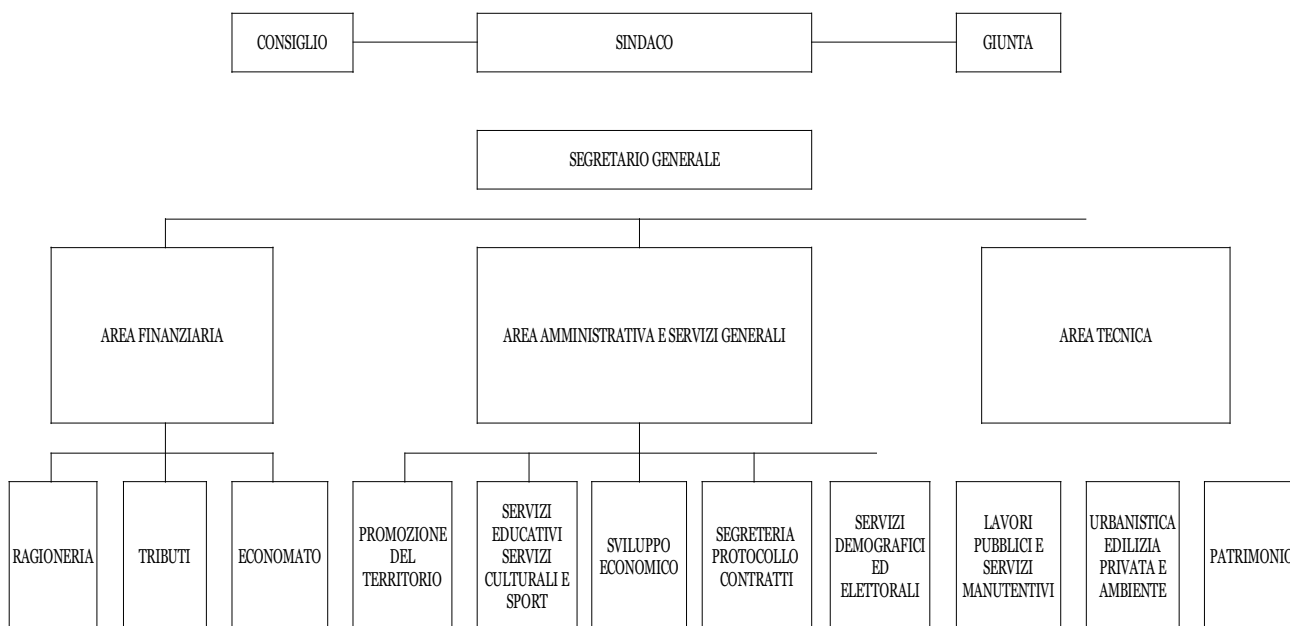 CONSIGLIO
SINDACO
GIUNTA
SEGRETARIO GENERALE
AREA FINANZIARIA
AREA AMMINISTRATIVA E SERVIZI GENERALI
AREA TECNICA
RAGIONERIA
TRIBUTI
ECONOMATO
PROMOZIONE
DEL
TERRITORIO
SERVIZI
EDUCATIVI
SERVIZI
CULTURALI E
SPORT
SVILUPPO
ECONOMICO
SEGRETERIA
PROTOCOLLO
CONTRATTI
SERVIZI
DEMOGRAFICI
ED
ELETTORALI
LAVORI
PUBBLICI E
SERVIZI
MANUTENTIVI
URBANISTICA
EDILIZIA
PRIVATA E
AMBIENTE
PATRIMONIO